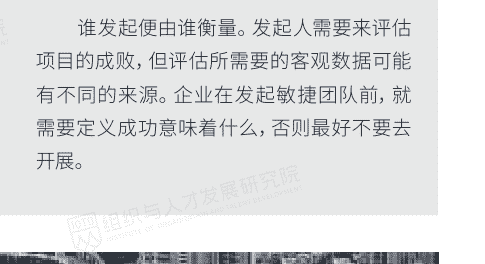 谁发起便由谁衡量。发起人需要来评估
项目的成败，但评估所需要的客观数据可能
有不同的来源。企业在发起敏捷团队前，就
需要定义成功意味着什么，否则最好不要去
开展。
组织与人才发展研究院